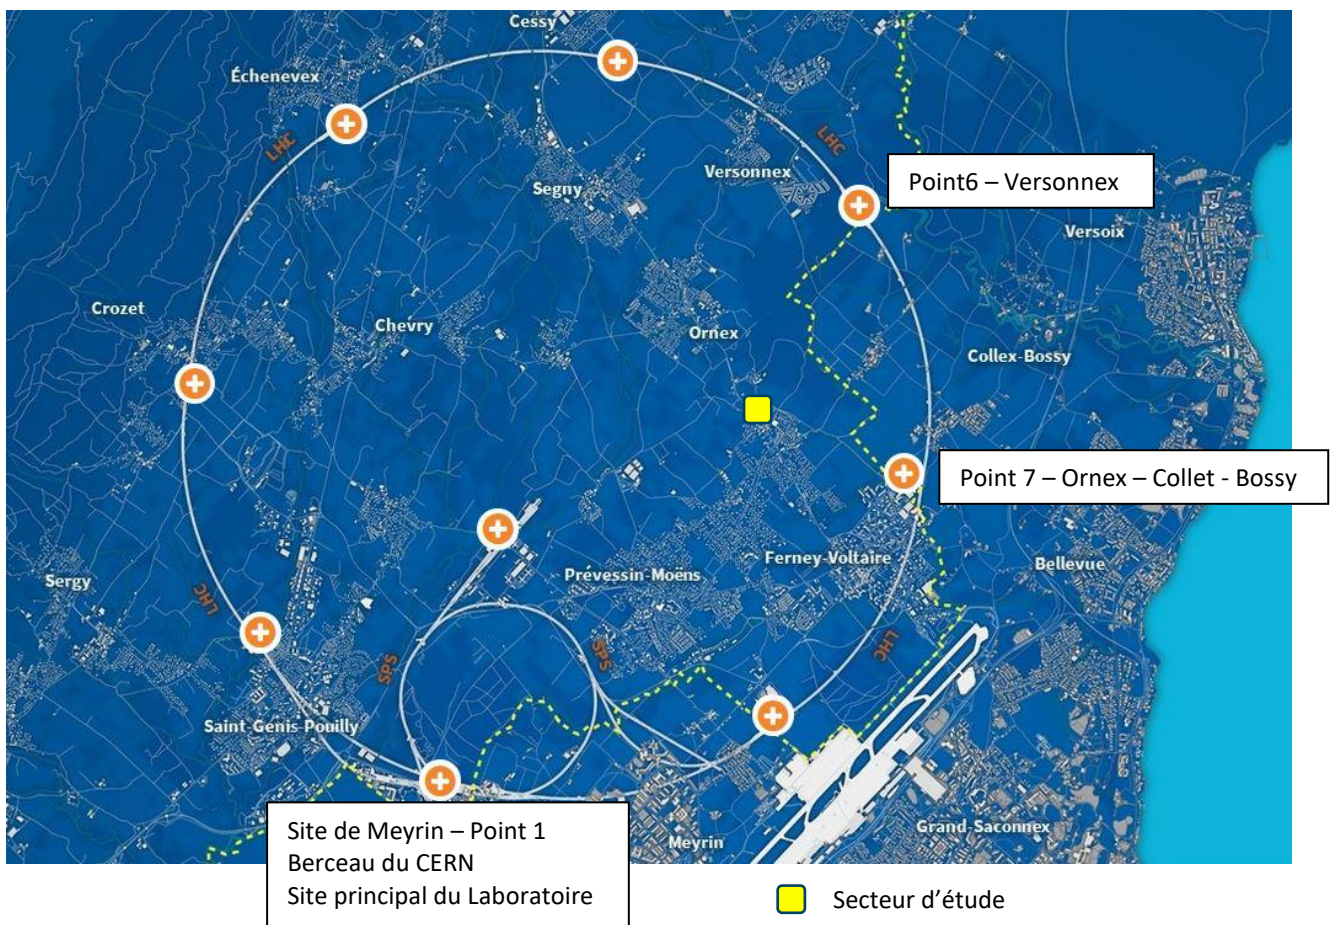 Cessy
Échenevex
LHC
LHC
Versonnex
Point6 – Versonnex
Segny
Versoix
Crozet
Chevry
Ornex
Collex-Bossy
Point 7 – Ornex – Collet - Bossy
Ferney-Voltaire
Bellevue
Prévessin-Moëns
Sergy
LHC
SPS
SPS
LHC
Saint-Genis-Pouilly
Site de Meyrin – Point 1
Berceau du CERN
Site principal du Laboratoire
Meyrin
Grand-Saconnex
Secteur d'étude